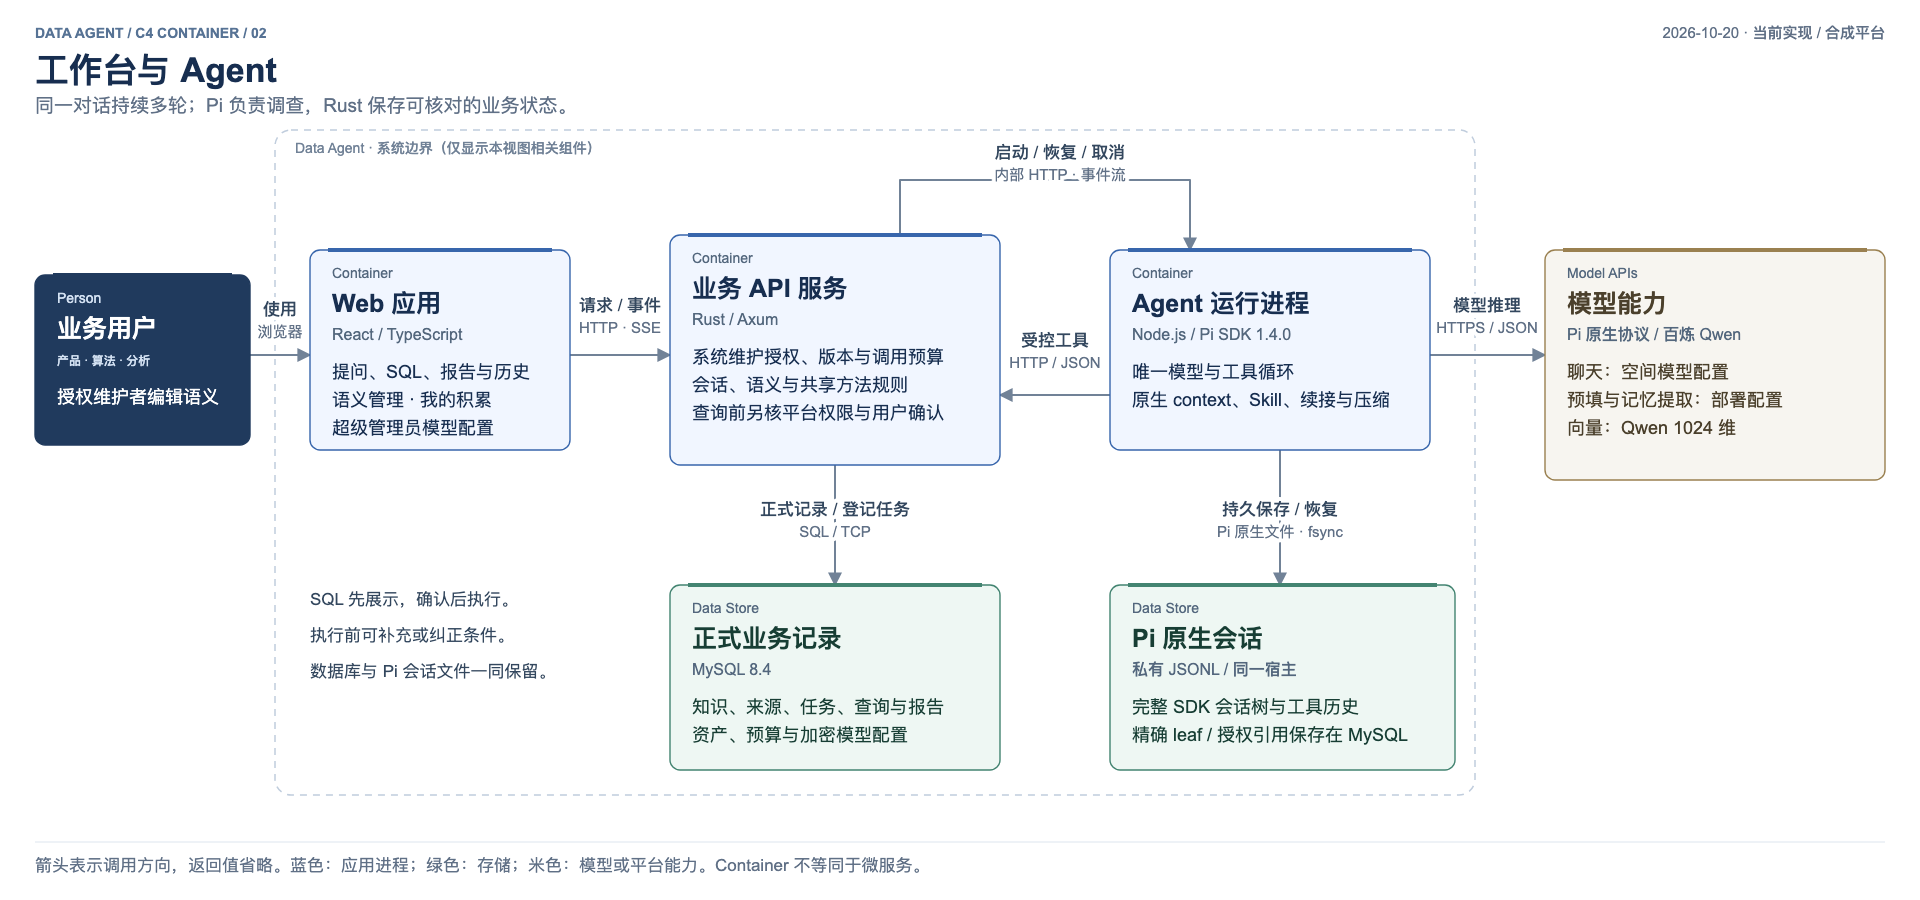 DATA AGENT / C4 CONTAINER / 02
2026-10-20 · 当前实现 / 合成平台
工作台与 Agent
同一对话持续多轮；Pi 负责调查，Rust 保存可核对的业务状态。
Data Agent · 系统边界（仅显示本视图相关组件）
启动 / 恢复 / 取消
内部 HTTP · 事件流
Person
业务用户
产品 · 算法 · 分析
授权维护者编辑语义
使用
浏览器
Container
Web 应用
React / TypeScript
提问、SQL、报告与历史
语义管理 · 我的积累
超级管理员模型配置
请求 / 事件
HTTP · SSE
Container
业务 API 服务
Rust / Axum
系统维护授权、版本与调用预算
会话、语义与共享方法规则
查询前另核平台权限与用户确认
受控工具
HTTP / JSON
Container
Agent 运行进程
Node.js / Pi SDK 1.4.0
唯一模型与工具循环
原生 context、Skill、续接与压缩
模型推理
HTTPS / JSON
Model APIs
模型能力
Pi 原生协议 / 百炼 Qwen
聊天：空间模型配置
预填与记忆提取：部署配置
向量：Qwen 1024 维
正式记录 / 登记任务
SQL / TCP
持久保存 / 恢复
Pi 原生文件 · fsync
SQL 先展示，确认后执行。
执行前可补充或纠正条件。
数据库与 Pi 会话文件一同保留。
Data Store
正式业务记录
MySQL 8.4
知识、来源、任务、查询与报告
资产、预算与加密模型配置
Data Store
Pi 原生会话
私有 JSONL / 同一宿主
完整 SDK 会话树与工具历史
精确 leaf / 授权引用保存在 MySQL
箭头表示调用方向，返回值省略。蓝色：应用进程；绿色：存储；米色：模型或平台能力。Container 不等同于微服务。